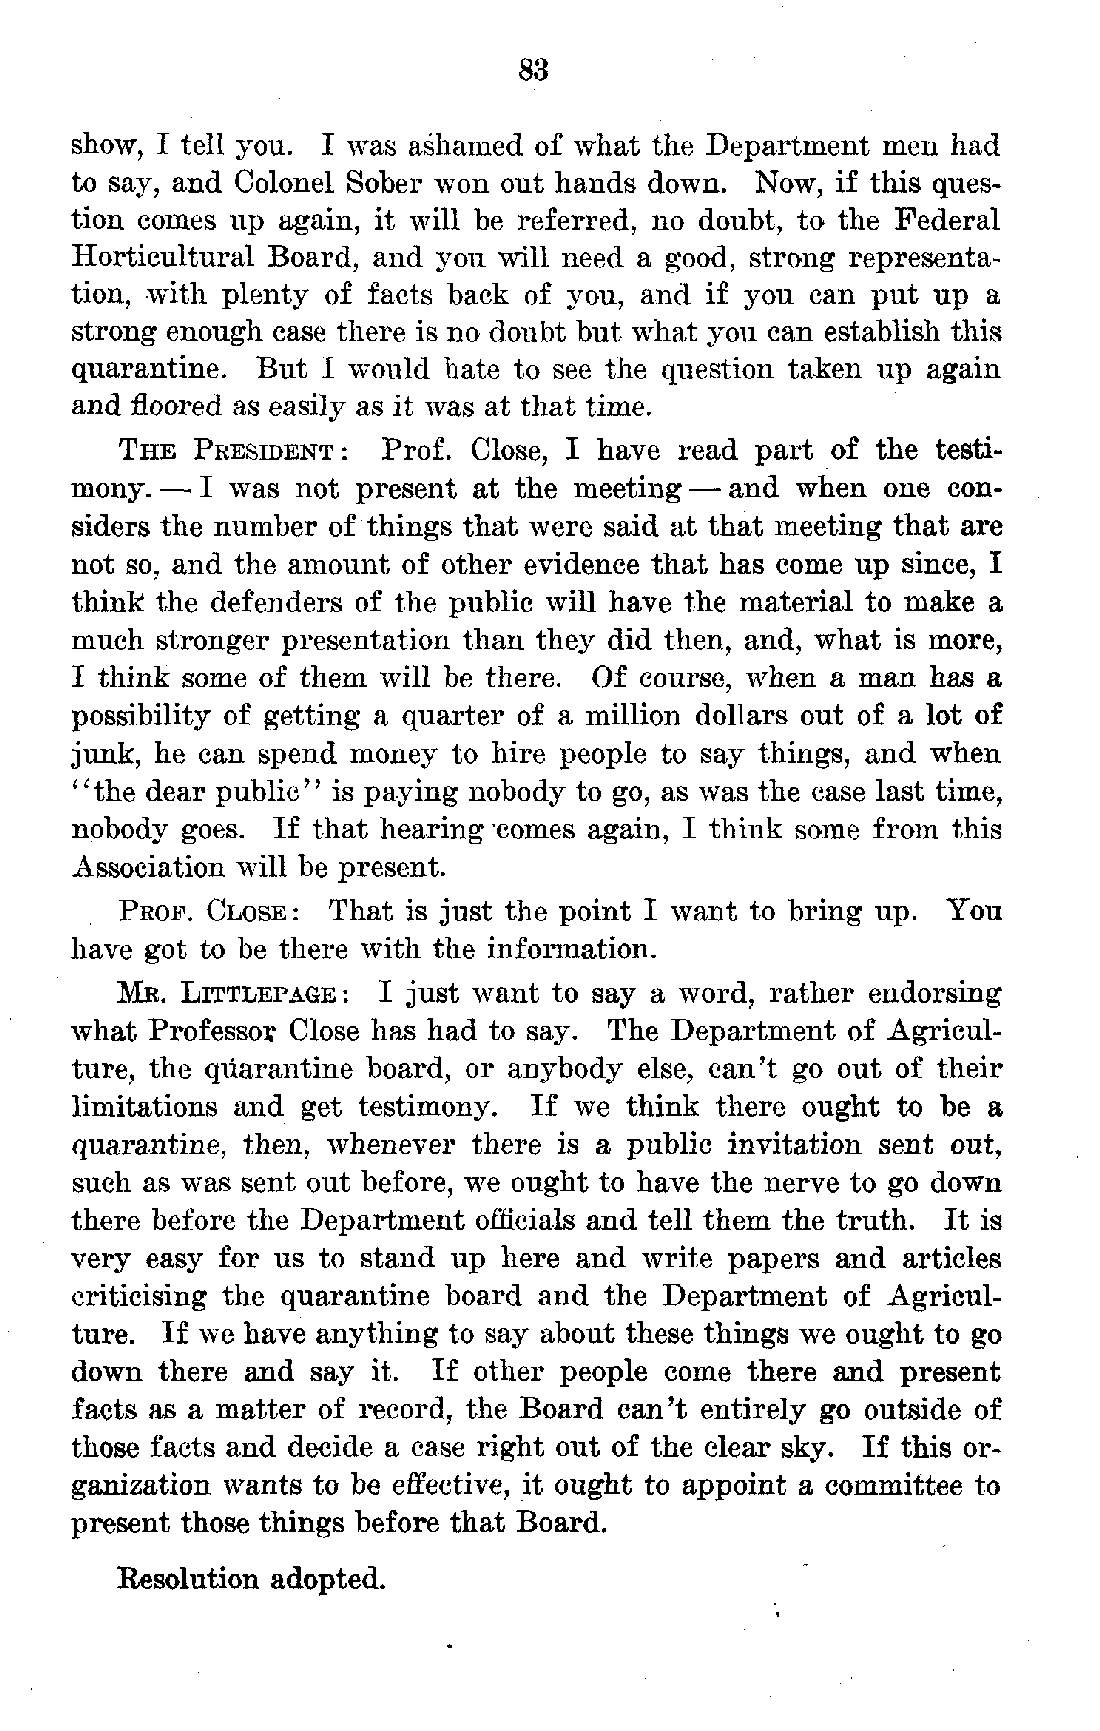 83
show, I tell you. I was ashamed of what the Department men had
to say, and Colonel Sober won out hands down. Now, if this ques-
tion comes up again, it will be referred, no doubt, to the Federal
Horticultural Board, and you will need a good, strong representa-
tion, with plenty of facts back of you, and if you can put up a
strong enough case there is no doubt but what you can establish this
quarantine. But I would hate to see the question taken up again
and floored as easily as it was at that time.
THE PRESIDENT: Prof. Close, I have read part of the testi-
mony. — I was not present at the meeting — and when one con-
siders the number of things that were said at that meeting that are
not so, and the amount of other evidence that has come up since, I
think the defenders of the public will have the material to make a
much stronger presentation than they did then, and, what is more,
I think some of them will be there. Of course, when a man has a
possibility of getting a quarter of a million dollars out of a lot of
junk, he can spend money to hire people to say things, and when
"the dear public" is paying nobody to go, as was the case last time,
nobody goes. If that hearing comes again, I think some from this
Association will be present.
PROF. CLOSE: That is just the point I want to bring up. You
have got to be there with the information.
MR. LITTLEPAGE: I just want to say a word, rather endorsing
what Professor Close has had to say. The Department of Agricul-
ture, the quarantine board, or anybody else, can't go out of their
limitations and get testimony. If we think there ought to be a
quarantine, then, whenever there is a public invitation sent out,
such as was sent out before, we ought to have the nerve to go down
there before the Department officials and tell them the truth. It is
very easy for us to stand up here and write papers and articles
criticising the quarantine board and the Department of Agricul-
ture. If we have anything to say about these things we ought to go
down there and say it. If other people come there and present
facts as a matter of record, the Board can't entirely go outside of
those facts and decide a case right out of the clear sky. If this or-
ganization wants to be effective, it ought to appoint a committee to
present those things before that Board.
Resolution adopted.